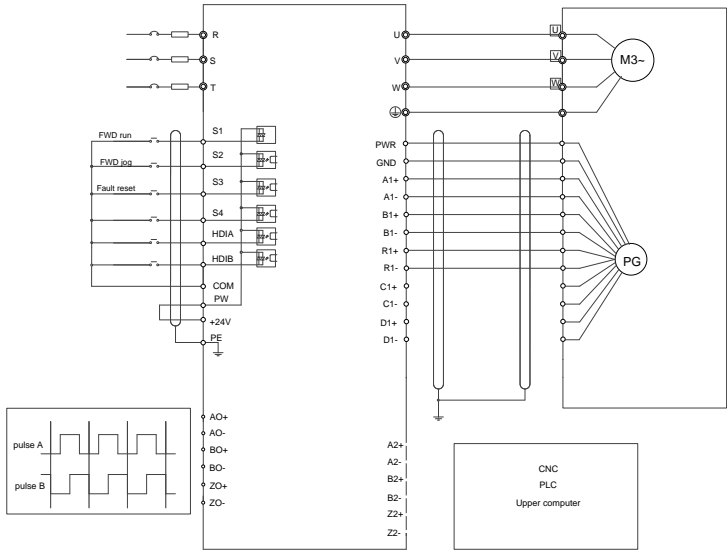 R
S
T
U
V
W
U
V
W
M3~
FWD run
FWD jog
Fault reset
S1
S2
S3
S4
HDIA
HDIB
COM
PW
+24V
PE
PWR
GND
A1+
A1-
B1+
B1-
R1+
R1-
C1+
C1-
D1+
D1-
PG
pulse A
pulse B
AO+
AO-
BO+
BO-
ZO+
ZO-
A2+
A2-
B2+
B2-
Z2+
Z2-
CNC
PLC
Upper computer